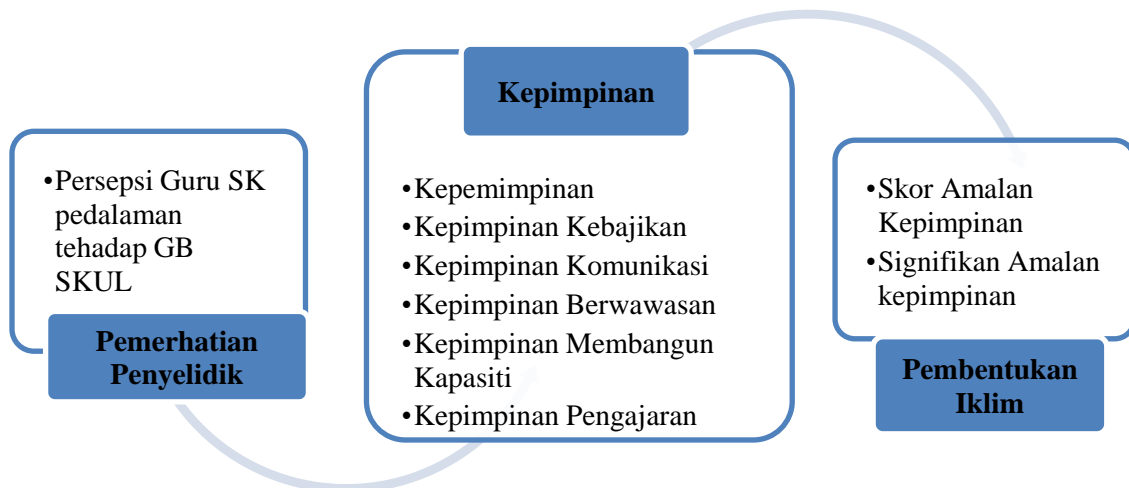 •Persepsi Guru SK
pedalaman
tehadap GB
SKUL
Pemerhatian
Penyelidik
Kepimpinan
•Kepemimpinan
•Kepimpinan Kebajikan
•Kepimpinan Komunikasi
•Kepimpinan Berwawasan
•Kepimpinan Membangun
Kapasiti
•Kepimpinan Pengajaran
•Skor Amalan
Kepimpinan
•Signifikan Amalan
kepimpinan
Pembentukan
Iklim